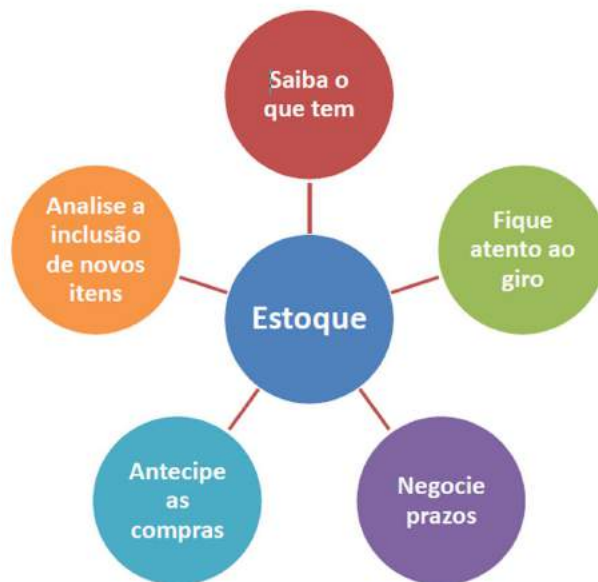 Saiba o
que tem
Analise a
inclusão
de novos
itens
Fique
atento ao
giro
Estoque
Antecipe
as
compras
Negocie
prazos